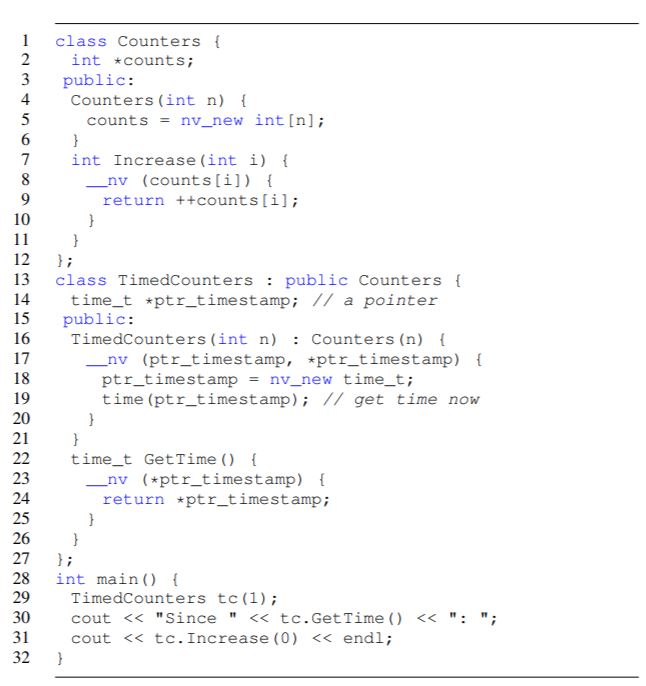 1 class Counters {
2 int *counts;
3 public:
4 Counters(int n) {
5 counts = nv_new int[n];
6 }
7 int Increase(int i) {
8 __nv (counts[i]) {
9 return ++counts[i];
10 }
11 }
12 };
13 class TimedCounters : public Counters {
14 time_t *ptr_timestamp; // a pointer
15 public:
16 TimedCounters(int n) : Counters(n) {
17 __nv (ptr_timestamp, *ptr_timestamp) {
18 ptr_timestamp = nv_new time_t;
19 time(ptr_timestamp); // get time now
20 }
21 }
22 time_t GetTime() {
23 __nv (*ptr_timestamp) {
24 return *ptr_timestamp;
25 }
26 }
27 };
28 int main() {
29 TimedCounters tc(1);
30 cout << "Since " << tc.GetTime() << ": ";
31 cout << tc.Increase(0) << endl;
32 }